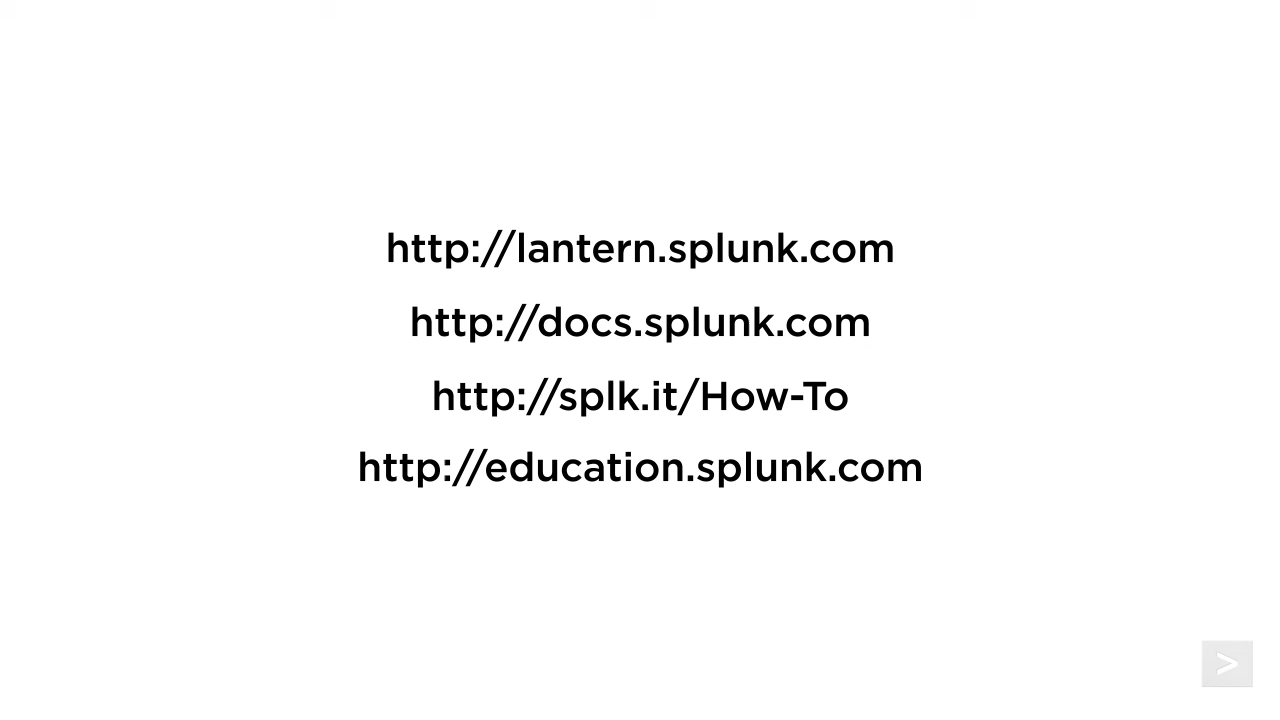 http://lantern.splunk.com
http://docs.splunk.com
http://splk.it/How-To
http://education.splunk.com
>